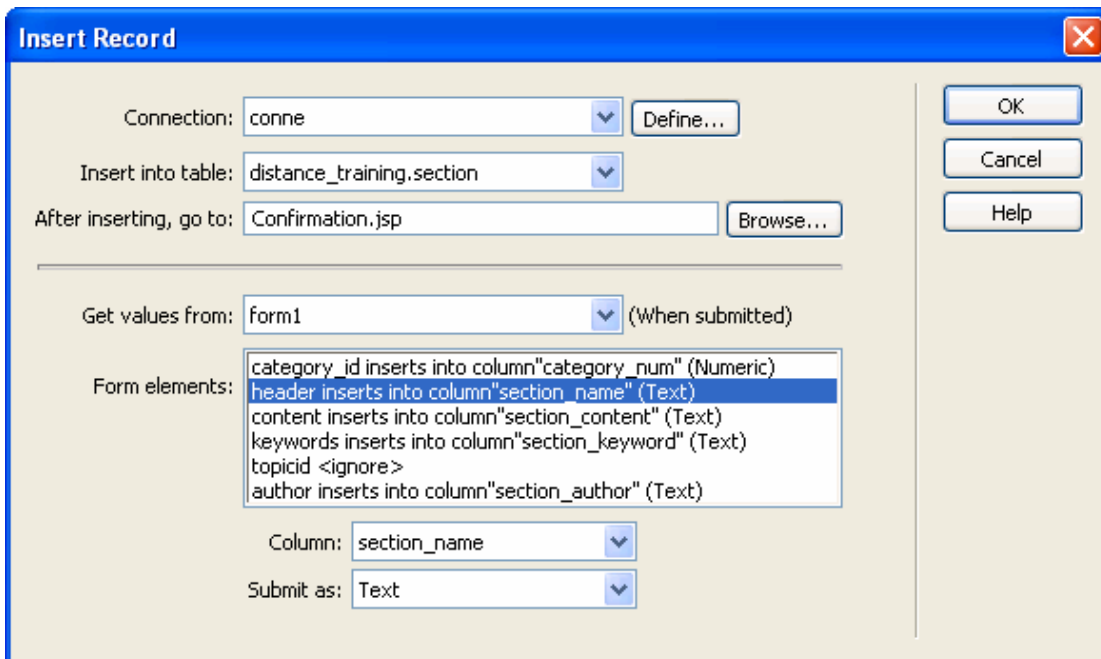 Insert Record
Connection: conne Define... OK
Insert into table: distance_training.section Cancel
After inserting, go to: Confirmation.jsp Browse... Help
Get values from: form1 (When submitted)
Form elements: category_id inserts into column"category_num" (Numeric)
header inserts into column"section_name" (Text)
content inserts into column"section_content" (Text)
keywords inserts into column"section_keyword" (Text)
topicid <ignore>
author inserts into column"section_author" (Text)
Column: section_name
Submit as: Text